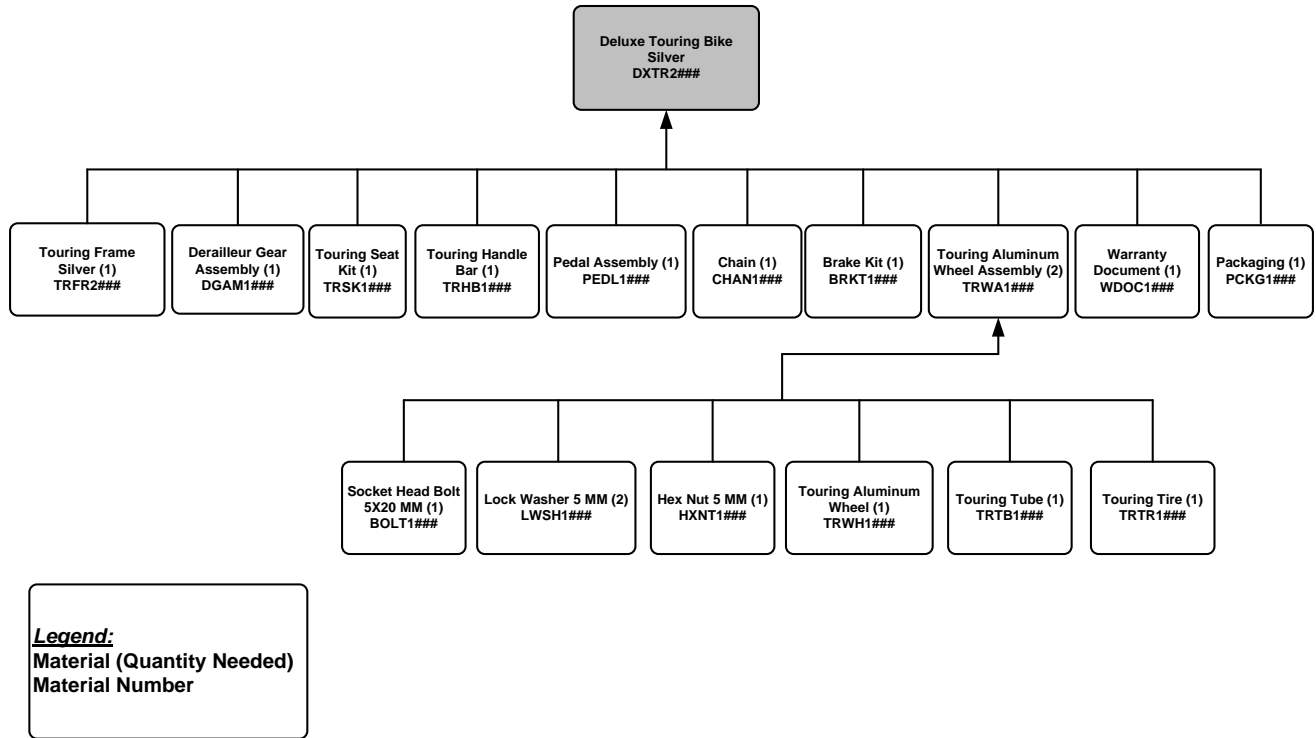 Deluxe Touring Bike
Silver
DXTR2###
Touring Frame
Silver (1)
TRFR2###
Derailleur Gear
Assembly (1)
DGAM1###
Touring Seat
Kit (1)
TRSK1###
Touring Handle
Bar (1)
TRHB1###
Pedal Assembly (1)
PEDL1###
Chain (1)
CHAN1###
Brake Kit (1)
BRKT1###
Touring Aluminum
Wheel Assembly (2)
TRWA1###
Warranty
Document (1)
WDOC1###
Packaging (1)
PCKG1###
Socket Head Bolt
5X20 MM (1)
BOLT1###
Lock Washer 5 MM (2)
LWSH1###
Hex Nut 5 MM (1)
HXNT1###
Touring Aluminum
Wheel (1)
TRWH1###
Touring Tube (1)
TRTB1###
Touring Tire (1)
TRTR1###
Legend:
Material (Quantity Needed)
Material Number